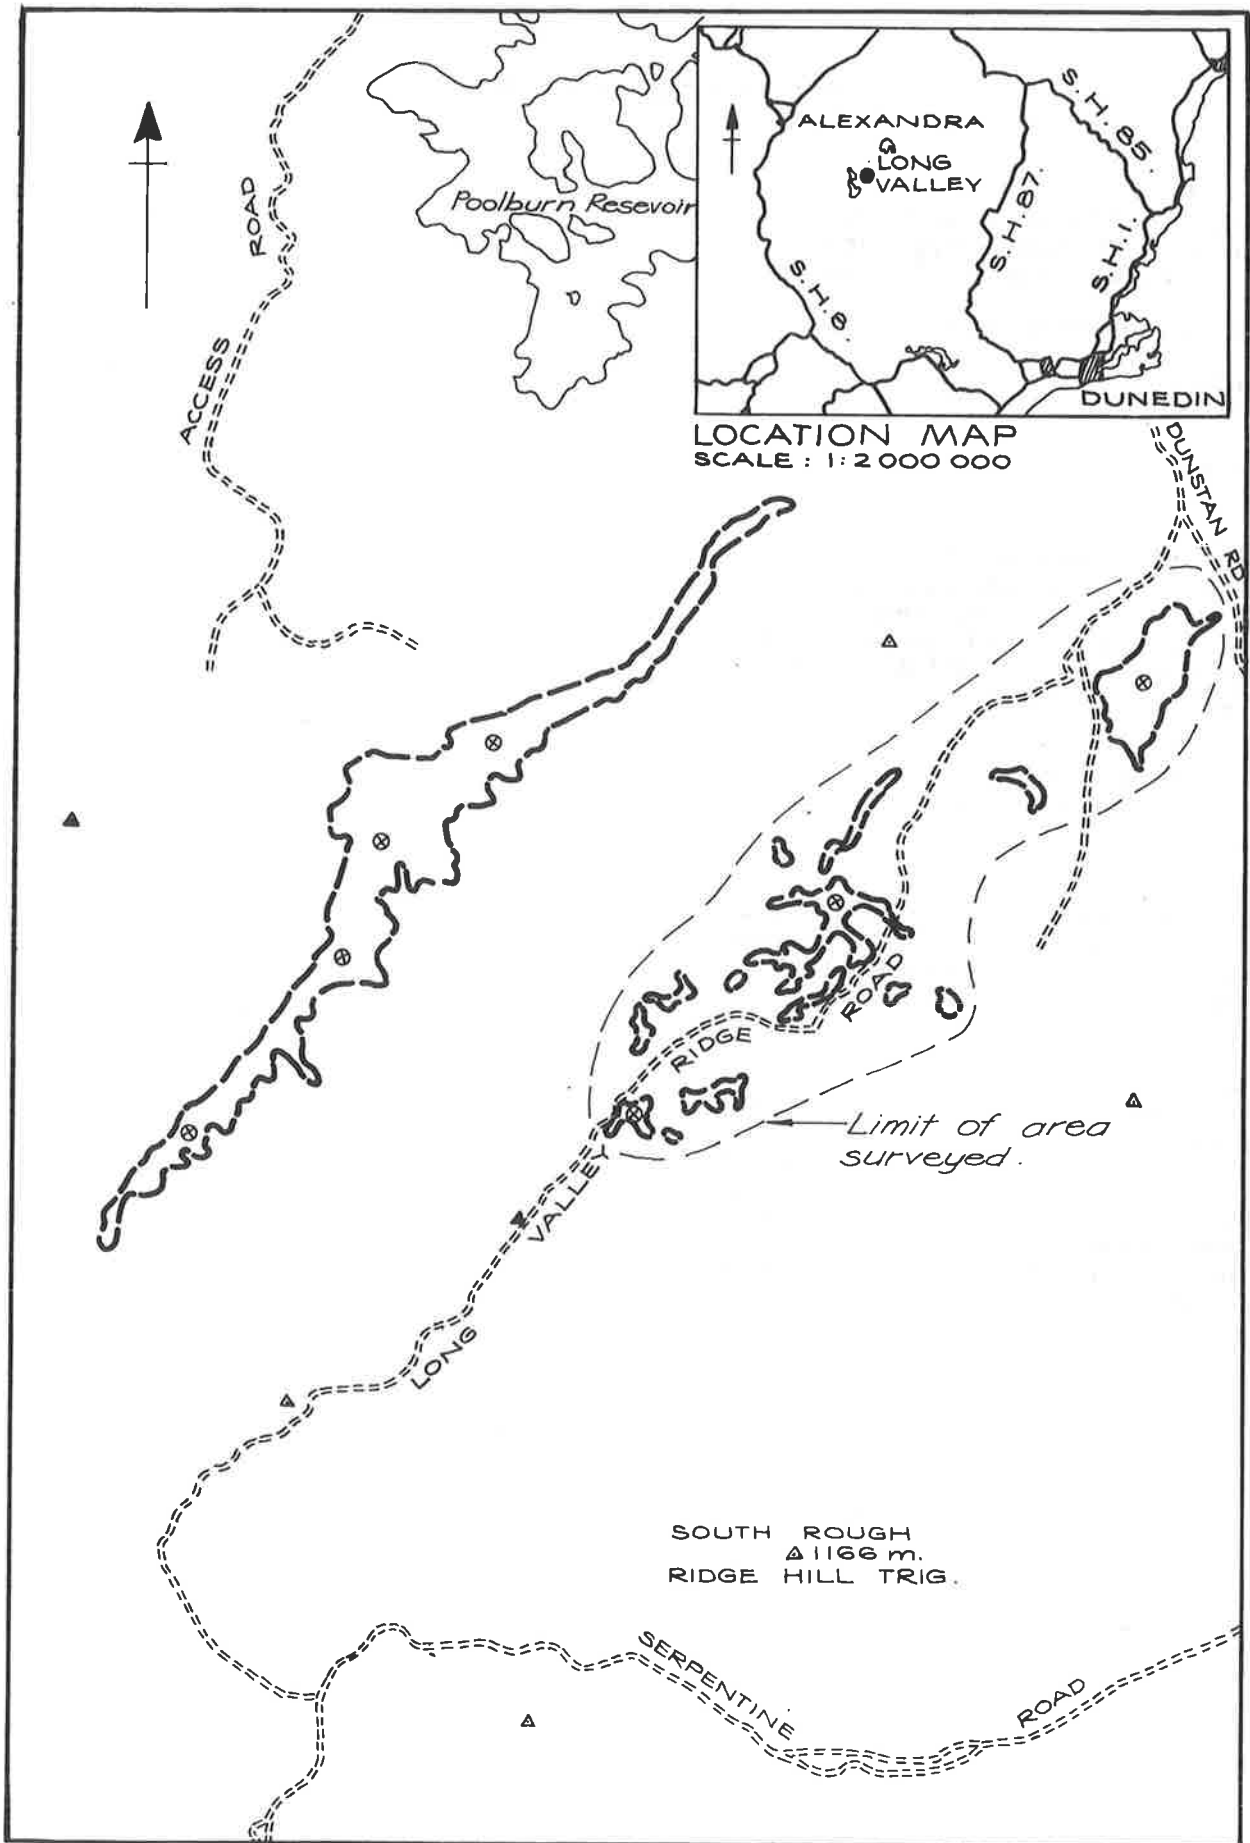 ROAD
Poolburn Resevoir
ACCESS
ALEXANDRA
LONG
VALLEY
S.H.85.
S.H.87.
S.H.1.
S.H.8.
DUNEDIN
LOCATION MAP
SCALE : 1:2 000 000
DUNSTAN RD
LONG VALLEY RIDGE ROAD
Limit of area
surveyed.
SOUTH ROUGH
1166 m.
RIDGE HILL TRIG.
SERPENTINE ROAD